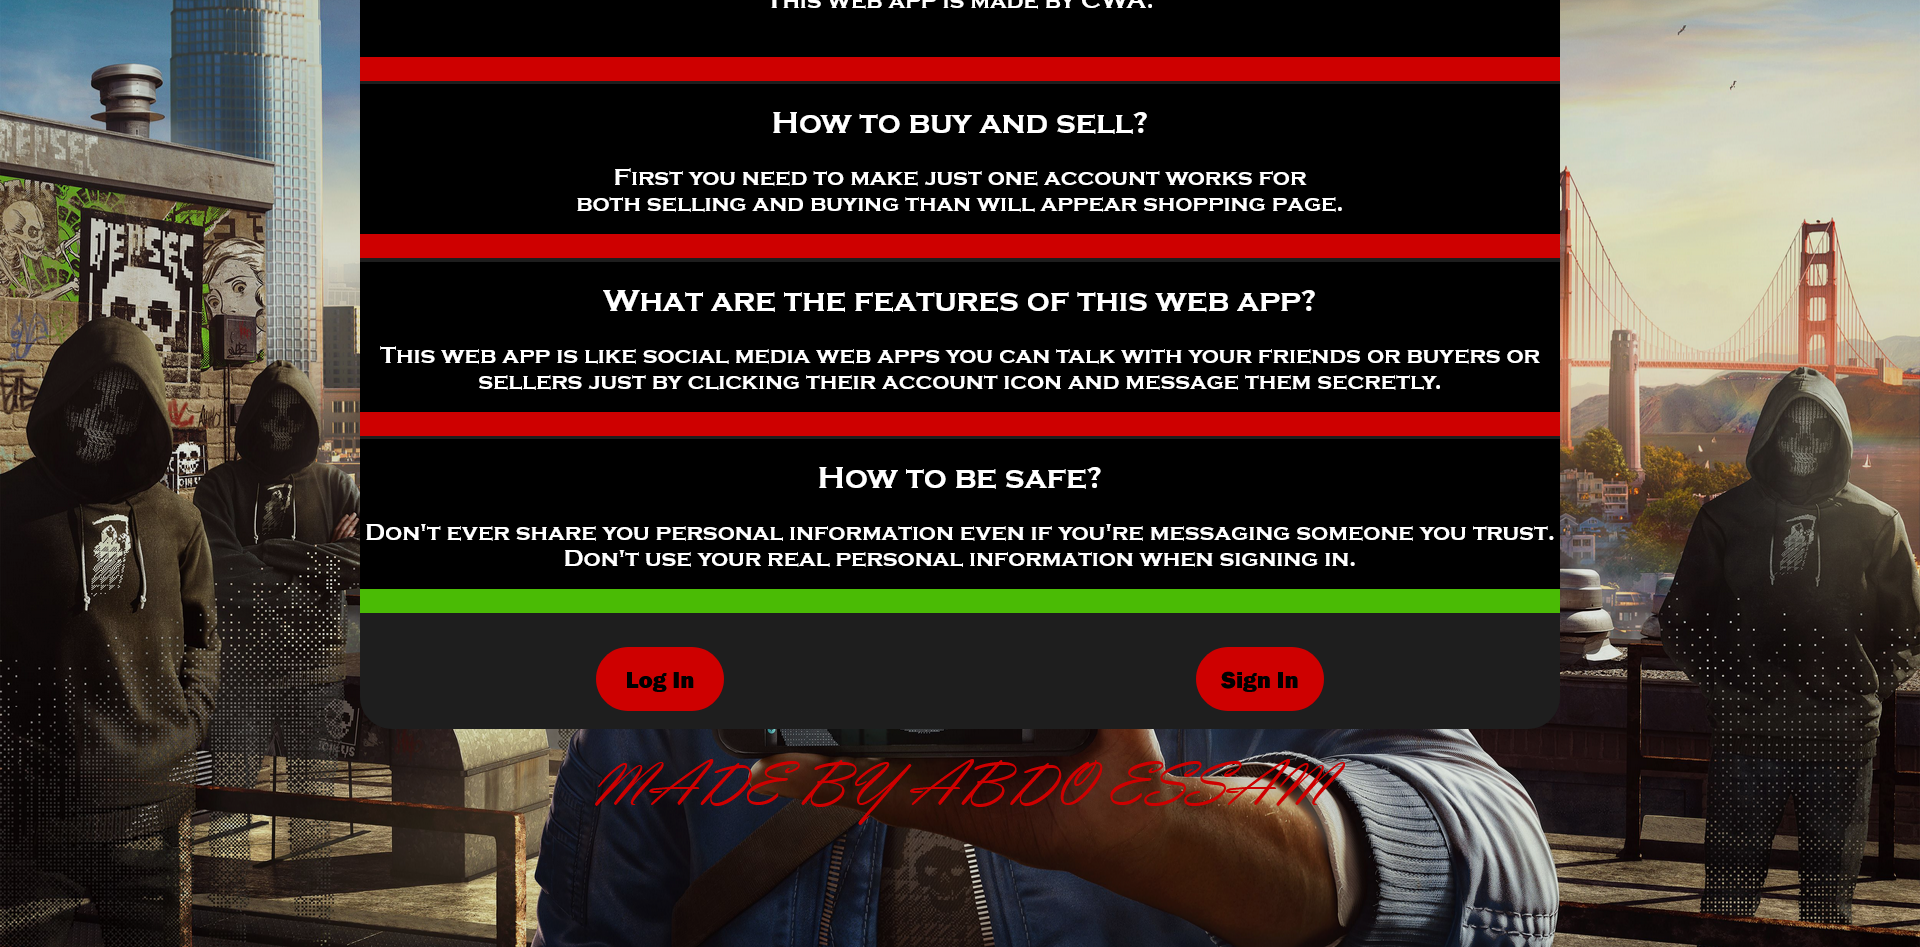 This web app is made by CWA.
How to buy and sell?
First you need to make just one account works for
both selling and buying than will appear shopping page.
What are the features of this web app?
This web app is like social media web apps you can talk with your friends or buyers or
sellers just by clicking their account icon and message them secretly.
How to be safe?
Don't ever share you personal information even if you're messaging someone you trust.
Don't use your real personal information when signing in.
Log In
Sign In
MADE BY ABDO ESSAM
DEDSEC